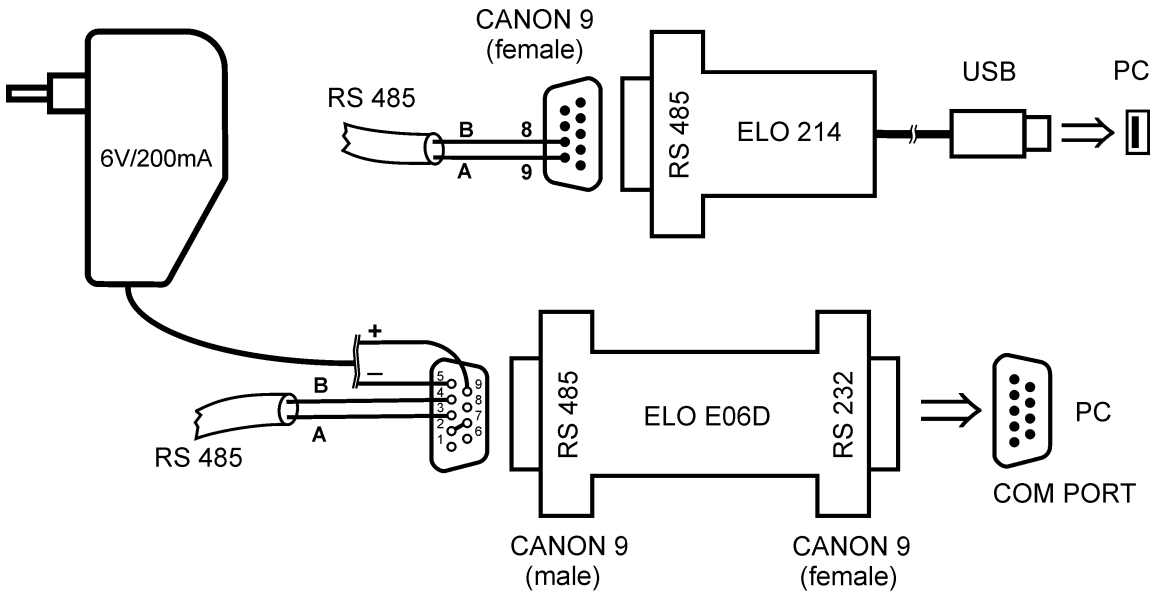 CANON 9
(female)
USB
PC
RS 485
B
8
A
9
RS 485
ELO 214
6V/200mA
+
–
5
4
3
2
1
9
8
7
6
B
A
RS 485
RS 485
ELO E06D
RS 232
PC
COM PORT
CANON 9
(male)
CANON 9
(female)